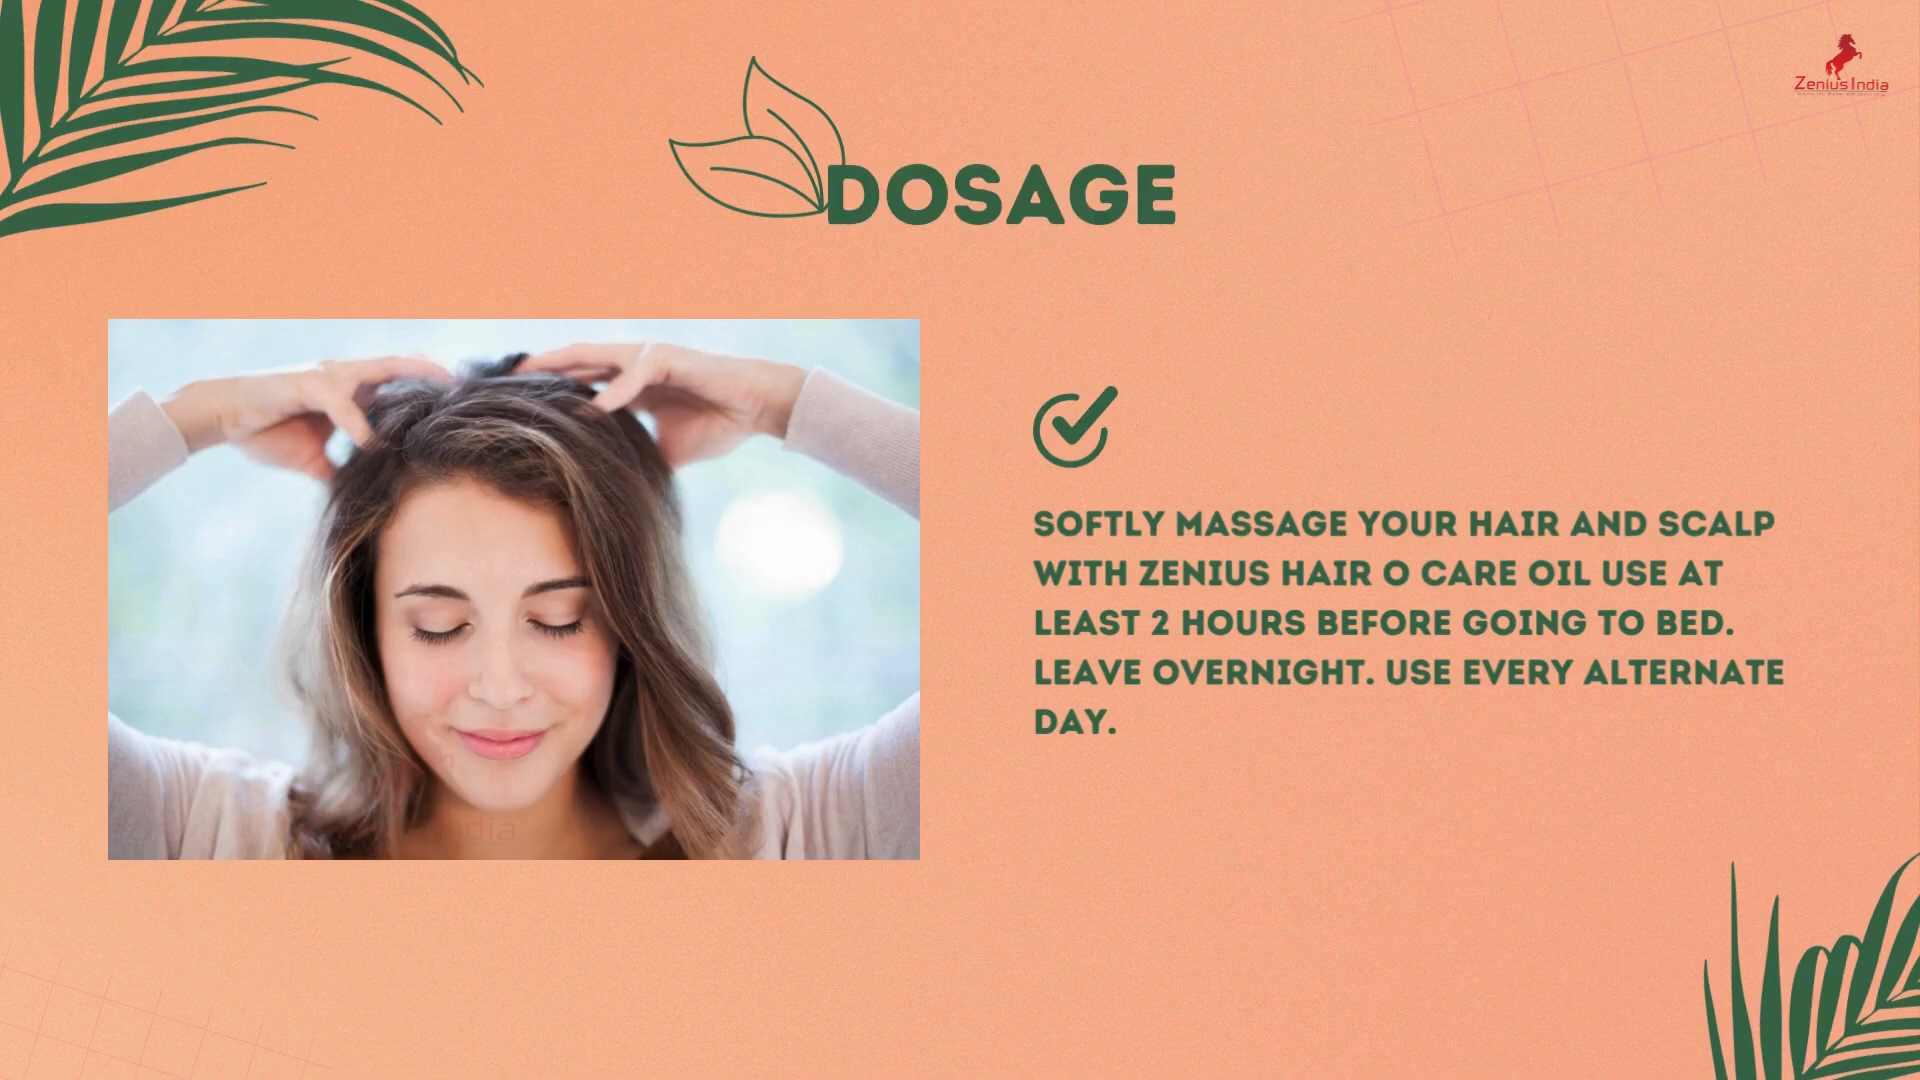 Zenius India
DOSAGE
SOFTLY MASSAGE YOUR HAIR AND SCALP
WITH ZENIUS HAIR O CARE OIL USE AT
LEAST 2 HOURS BEFORE GOING TO BED.
LEAVE OVERNIGHT. USE EVERY ALTERNATE
DAY.